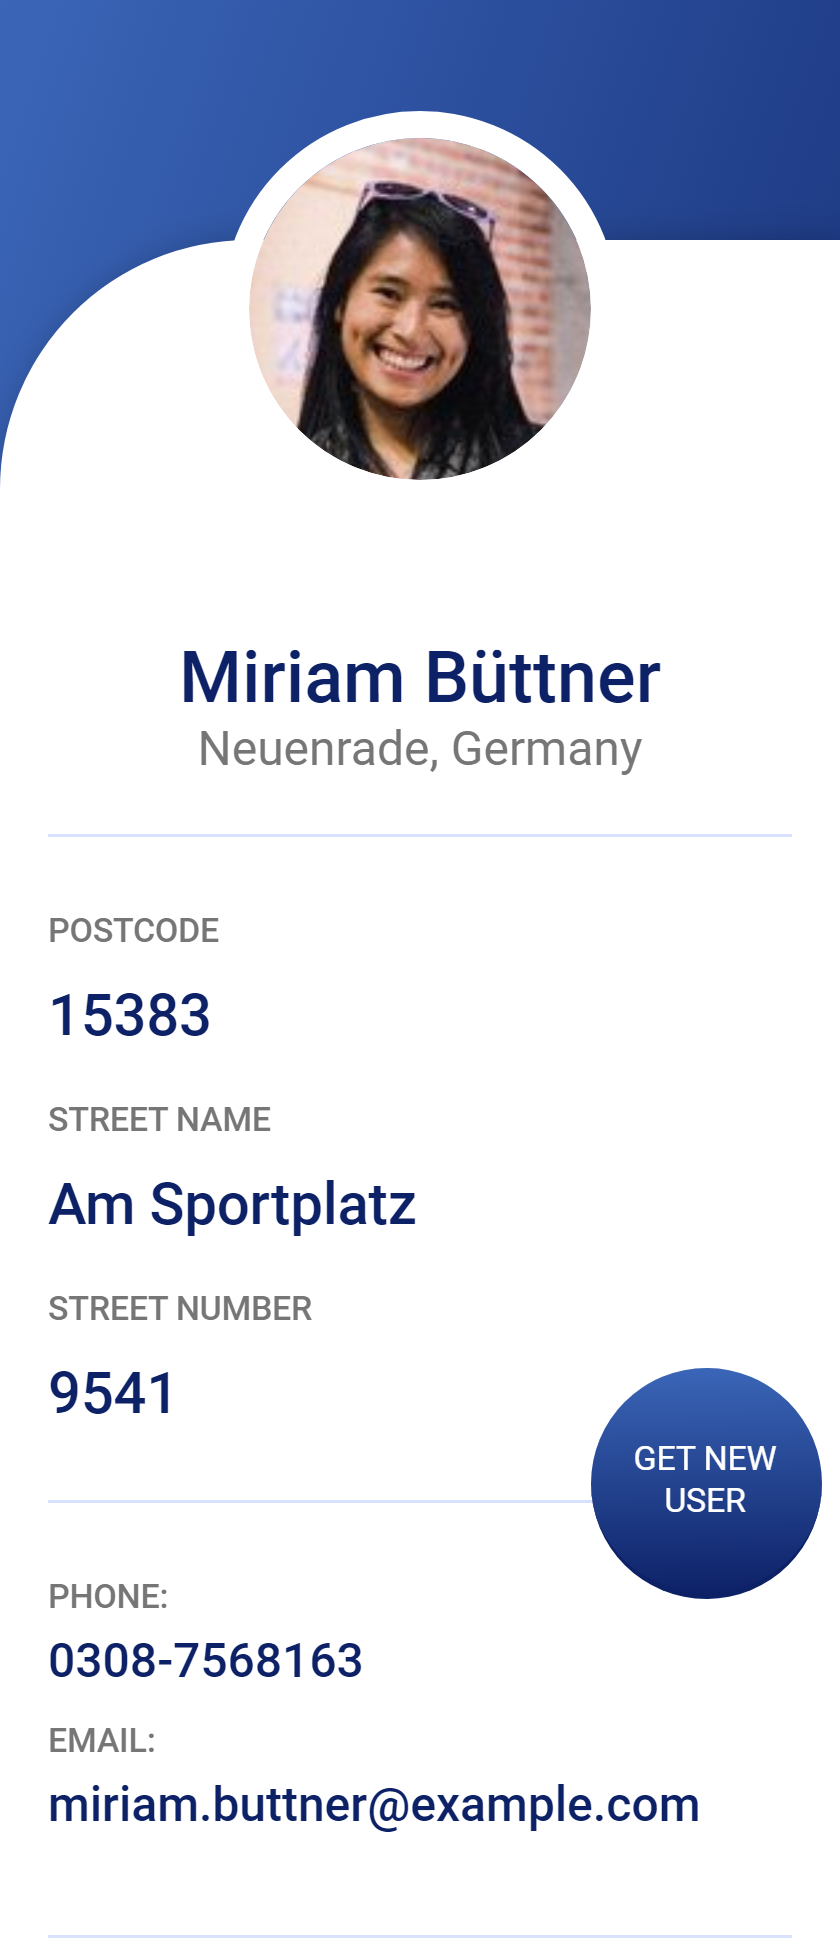 Miriam Büttner
Neuenrade, Germany
POSTCODE
15383
STREET NAME
Am Sportplatz
STREET NUMBER
9541
GET NEW
USER
PHONE:
0308-7568163
EMAIL:
miriam.buttner@example.com